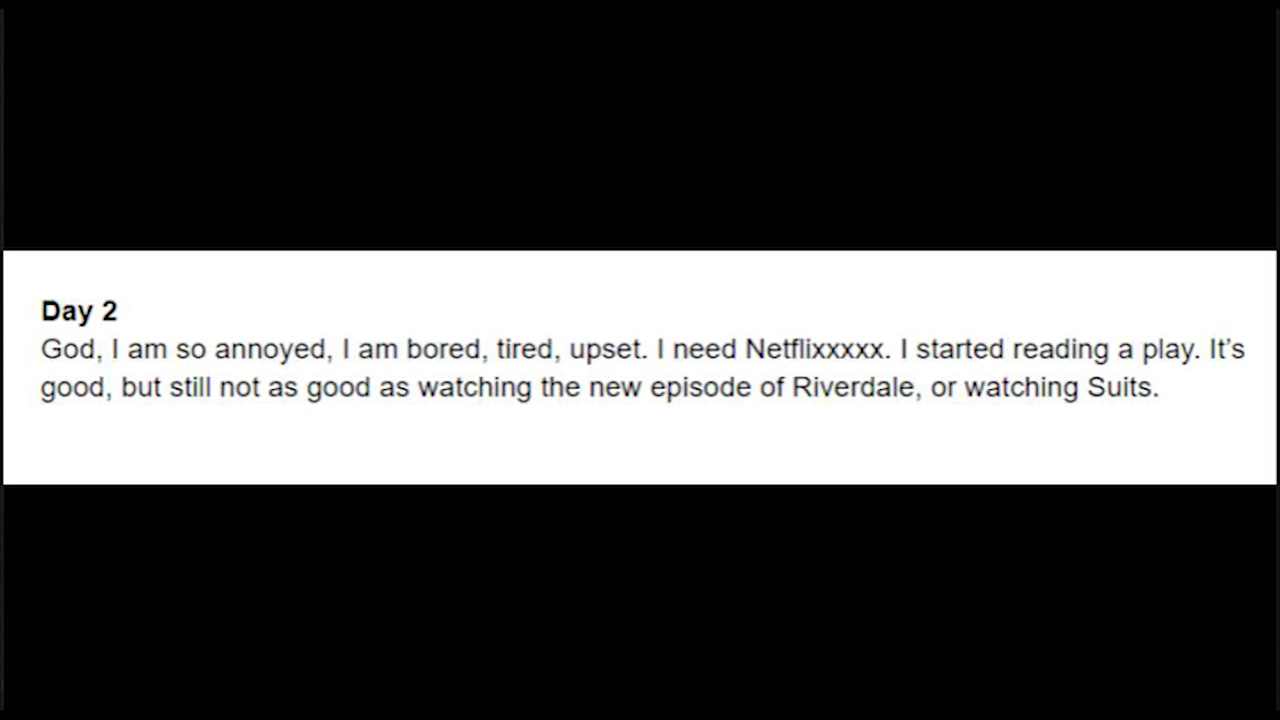 Day 2
God, I am so annoyed, I am bored, tired, upset. I need Netflixxxxx. I started reading a play. It’s
good, but still not as good as watching the new episode of Riverdale, or watching Suits.